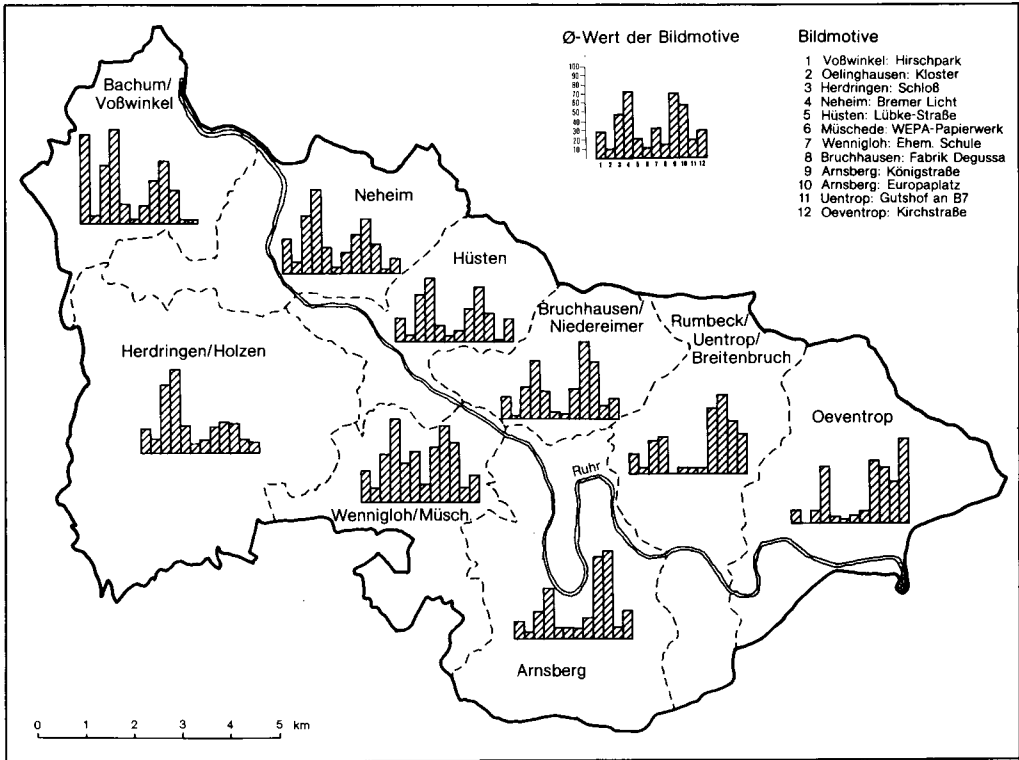 Ø-Wert der Bildmotive
100
90
80
70
60
50
40
30
20
10
1 2 3 4 5 6 7 8 9 10 11 12
Bildmotive
1 Voßwinkel: Hirschpark
2 Oelinghausen: Kloster
3 Herdringen: Schloß
4 Neheim: Bremer Licht
5 Hüsten: Lübke-Straße
6 Müschede: WEPA-Papierwerk
7 Wennigloh: Ehem. Schule
8 Bruchhausen: Fabrik Degussa
9 Arnsberg: Königstraße
10 Arnsberg: Europaplatz
11 Uentrop: Gutshof an B7
12 Oeventrop: Kirchstraße
Bachum/
Voßwinkel
Neheim
Hüsten
Bruchhausen/
Niedereimer
Rumbeck/
Uentrop/
Breitenbruch
Herdringen/Holzen
Oeventrop
Ruhr
Wennigloh/Müsch.
Arnsberg
0 1 2 3 4 5 km